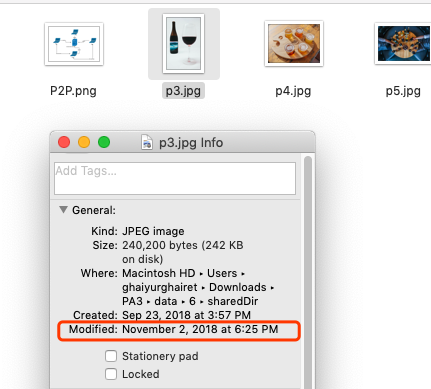 P2P.png
p3.jpg
p4.jpg
p5.jpg
p3.jpg Info
Add Tags...
General:
Kind: JPEG image
Size: 240,200 bytes (242 KB
on disk)
Where: Macintosh HD ▸ Users ▸
ghaiyurghairet ▸ Downloads ▸
PA3 ▸ data ▸ 6 ▸ sharedDir
Created: Sep 23, 2018 at 3:57 PM
Modified: November 2, 2018 at 6:25 PM
Stationery pad
Locked